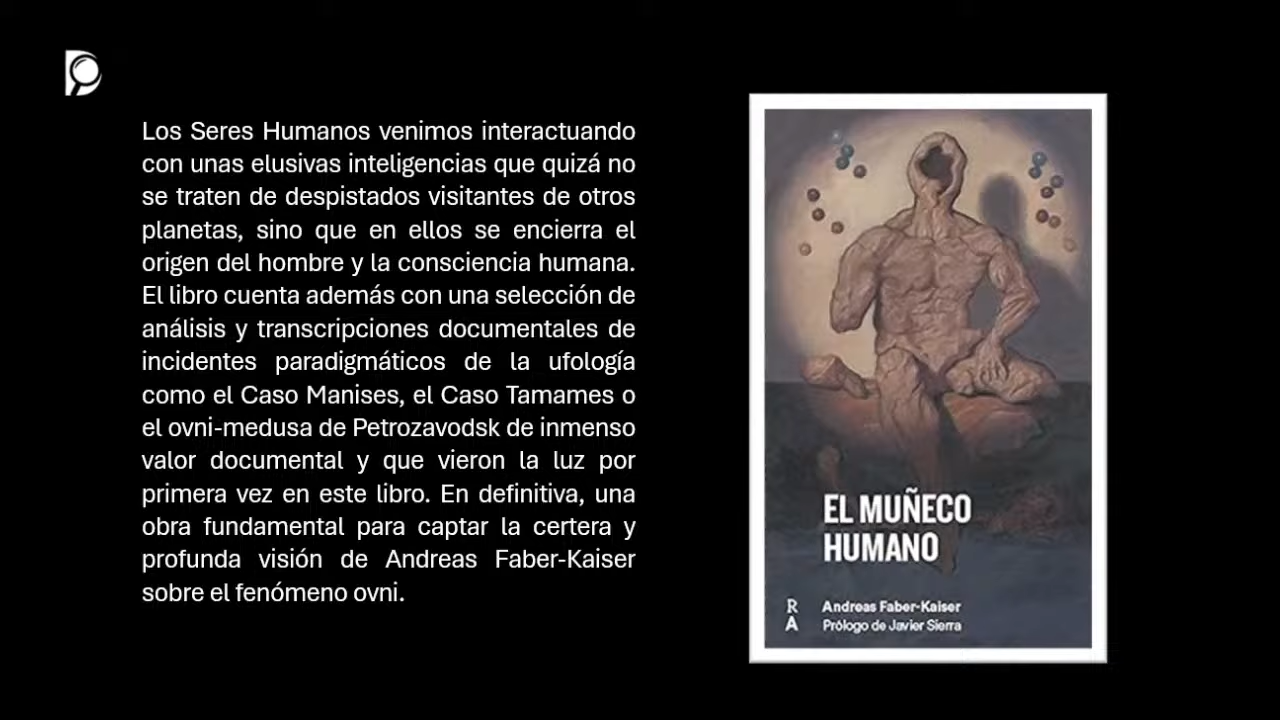 Los Seres Humanos venimos interactuando
con unas elusivas inteligencias que quizá no
se traten de despistados visitantes de otros
planetas, sino que en ellos se encierra el
origen del hombre y la consciencia humana.
El libro cuenta además con una selección de
análisis y transcripciones documentales de
incidentes paradigmáticos de la ufología
como el Caso Manises, el Caso Tamames o
el ovni-medusa de Petrozavodsk de inmenso
valor documental y que vieron la luz por
primera vez en este libro. En definitiva, una
obra fundamental para captar la certera y
profunda visión de Andreas Faber-Kaiser
sobre el fenómeno ovni.
EL MUÑECO
HUMANO
R
A
Andreas Faber-Kaiser
Prólogo de Javier Sierra